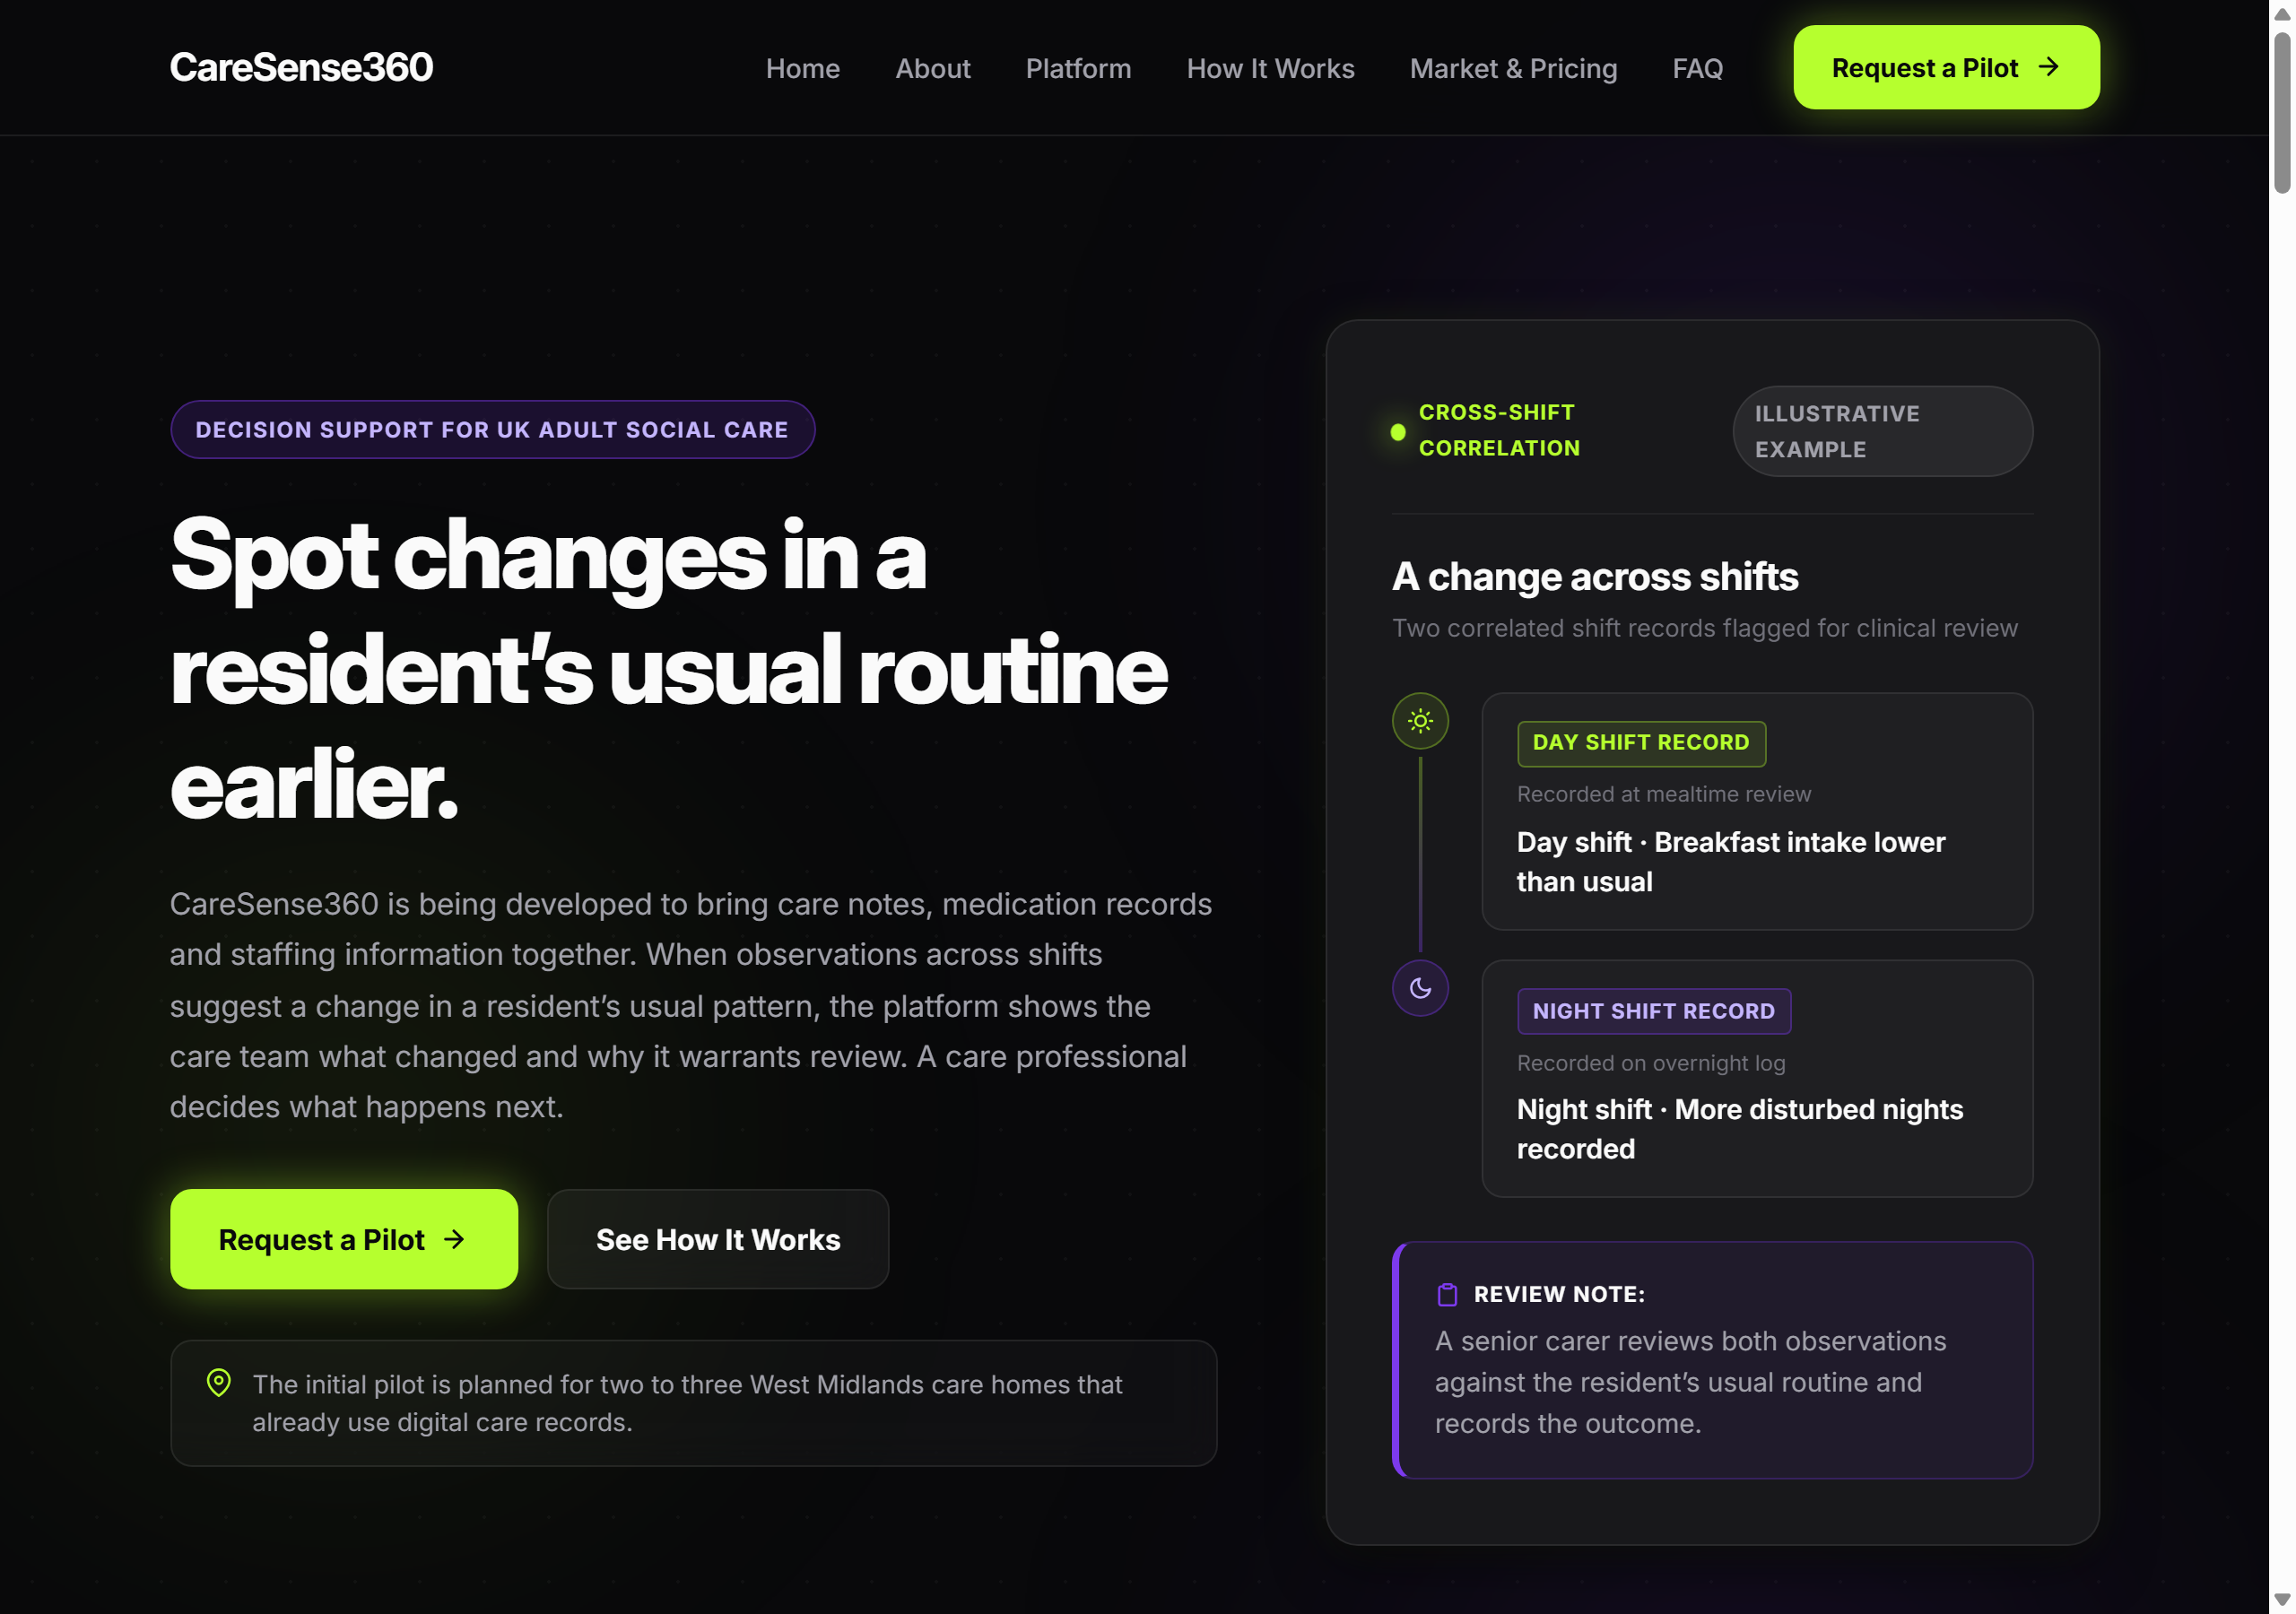 CareSense360
Home About Platform How It Works Market & Pricing FAQ Request a Pilot →
DECISION SUPPORT FOR UK ADULT SOCIAL CARE
Spot changes in a
resident’s usual routine
earlier.
CareSense360 is being developed to bring care notes, medication records
and staffing information together. When observations across shifts
suggest a change in a resident’s usual pattern, the platform shows the
care team what changed and why it warrants review. A care professional
decides what happens next.
Request a Pilot →
See How It Works
The initial pilot is planned for two to three West Midlands care homes that
already use digital care records.
CROSS-SHIFT
CORRELATION
ILLUSTRATIVE
EXAMPLE
A change across shifts
Two correlated shift records flagged for clinical review
DAY SHIFT RECORD
Recorded at mealtime review
Day shift · Breakfast intake lower
than usual
NIGHT SHIFT RECORD
Recorded on overnight log
Night shift · More disturbed nights
recorded
REVIEW NOTE:
A senior carer reviews both observations
against the resident’s usual routine and
records the outcome.